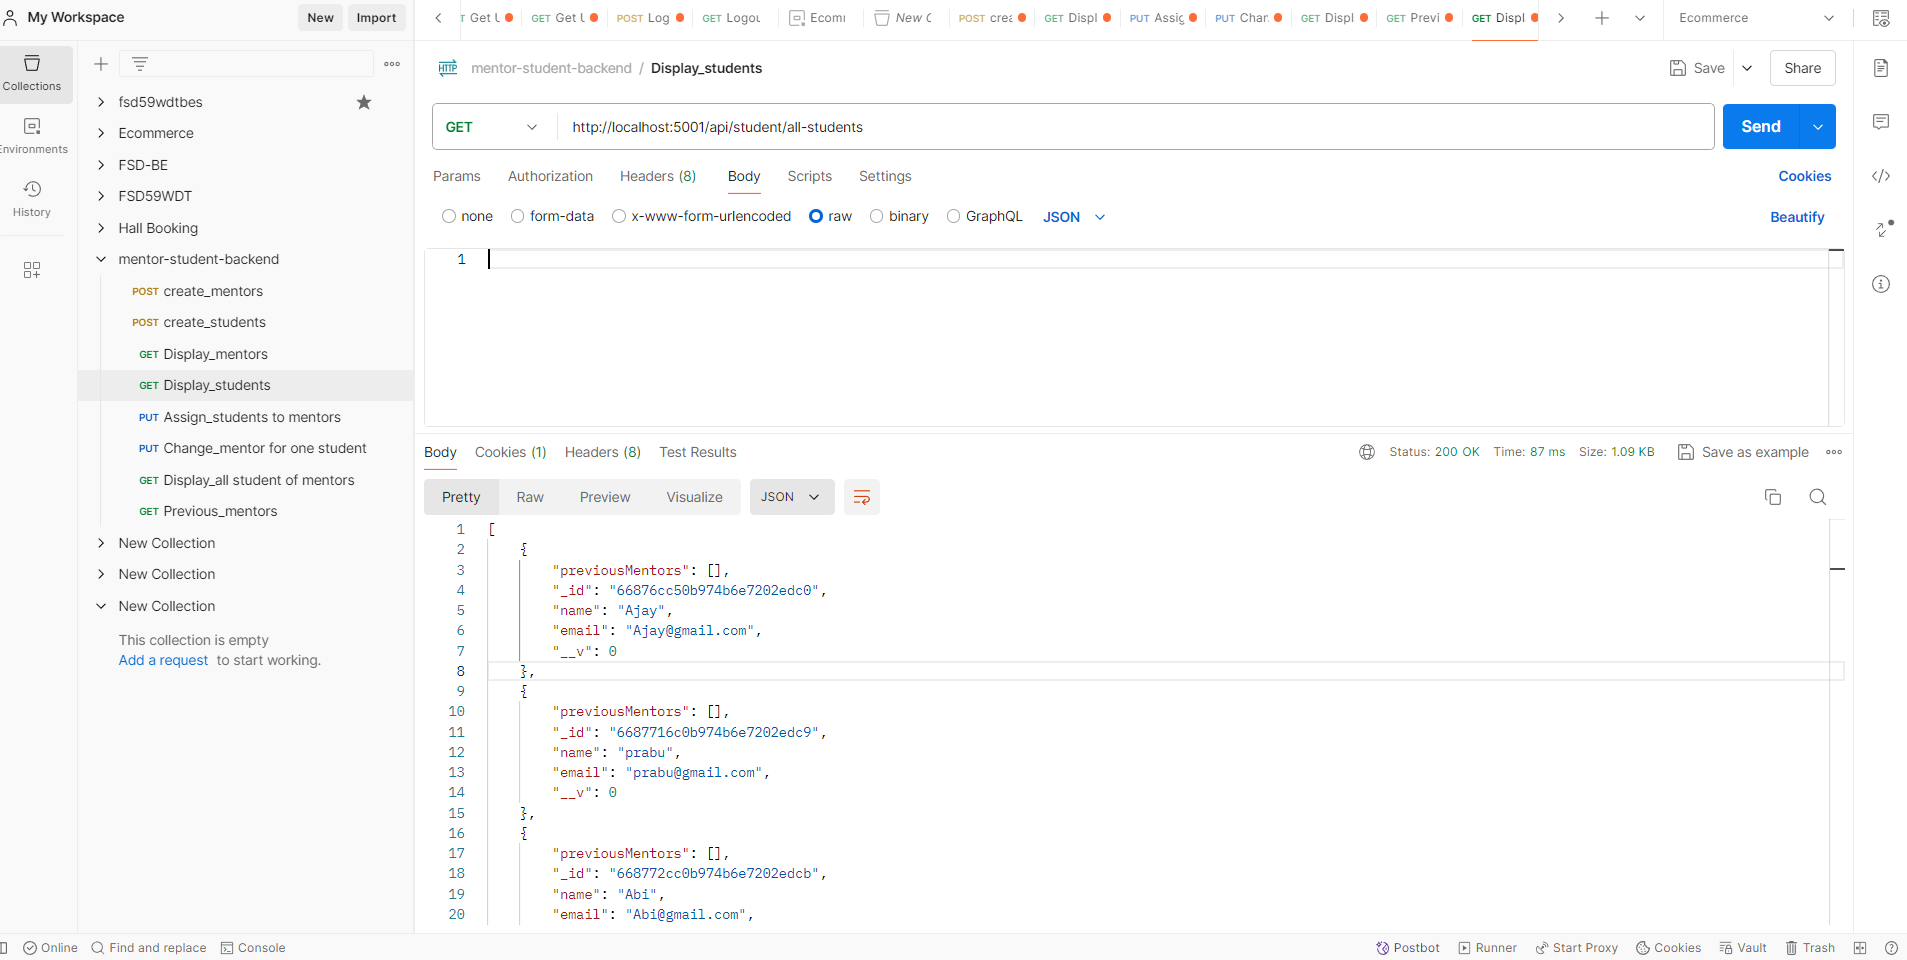 My Workspace New Import
GET Get U POST Log GET Logou Ecomm New C POST crea GET Displ PUT Assig PUT Chan GET Displ GET Previ GET Displ Ecommerce
Collections
Environments
History
fsd59wdtbes
Ecommerce
FSD-BE
FSD59WDT
Hall Booking
mentor-student-backend
POST create_mentors
POST create_students
GET Display_mentors
GET Display_students
PUT Assign_students to mentors
PUT Change_mentor for one student
GET Display_all student of mentors
GET Previous_mentors
New Collection
New Collection
New Collection
This collection is empty
Add a request to start working.
HTTP mentor-student-backend / Display_students Save Share
GET http://localhost:5001/api/student/all-students Send
Params Authorization Headers (8) Body Scripts Settings Cookies
none form-data x-www-form-urlencoded raw binary GraphQL JSON Beautify
1
Body Cookies (1) Headers (8) Test Results Status: 200 OK Time: 87 ms Size: 1.09 KB Save as example
Pretty Raw Preview Visualize JSON
1 [
2 {
3 "previousMentors": [],
4 "_id": "66876cc50b974b6e7202edc0",
5 "name": "Ajay",
6 "email": "Ajay@gmail.com",
7 "__v": 0
8 },
9 {
10 "previousMentors": [],
11 "_id": "6687716c0b974b6e7202edc9",
12 "name": "prabu",
13 "email": "prabu@gmail.com",
14 "__v": 0
15 },
16 {
17 "previousMentors": [],
18 "_id": "668772cc0b974b6e7202edcb",
19 "name": "Abi",
20 "email": "Abi@gmail.com",
Online Find and replace Console Postbot Runner Start Proxy Cookies Vault Trash